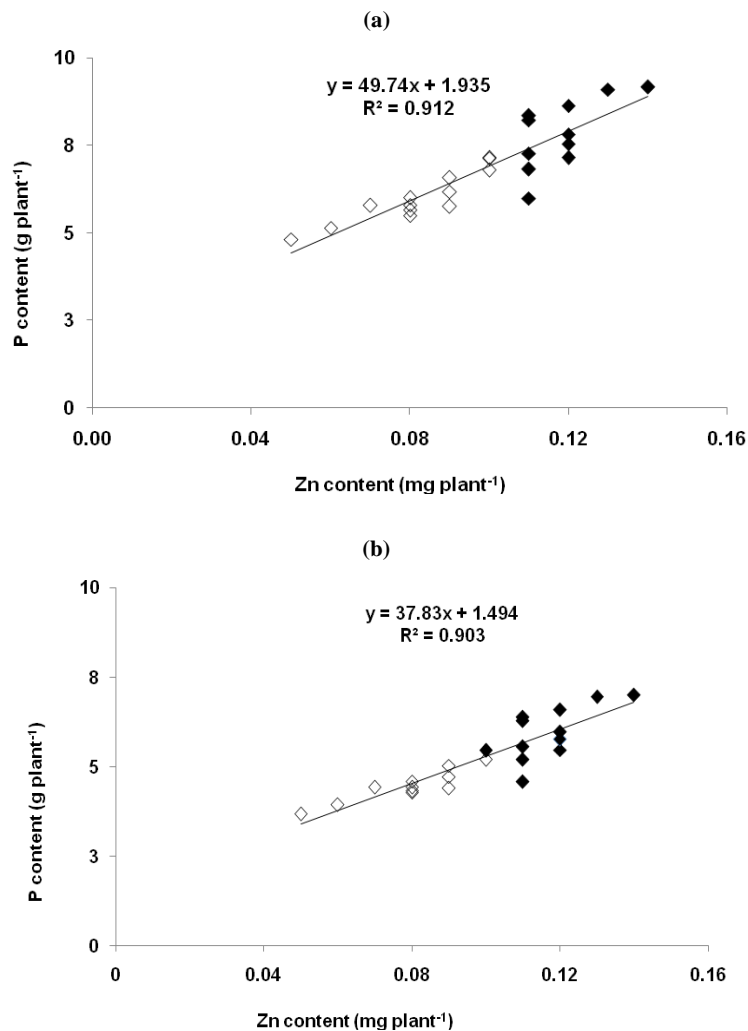 (a)
y = 49.74x + 1.935
R² = 0.912
10
8
5
3
0
P content (g plant⁻¹)
0.00 0.04 0.08 0.12 0.16
Zn content (mg plant⁻¹)
(b)
y = 37.83x + 1.494
R² = 0.903
10
8
5
3
0
P content (g plant⁻¹)
0 0.04 0.08 0.12 0.16
Zn content (mg plant⁻¹)